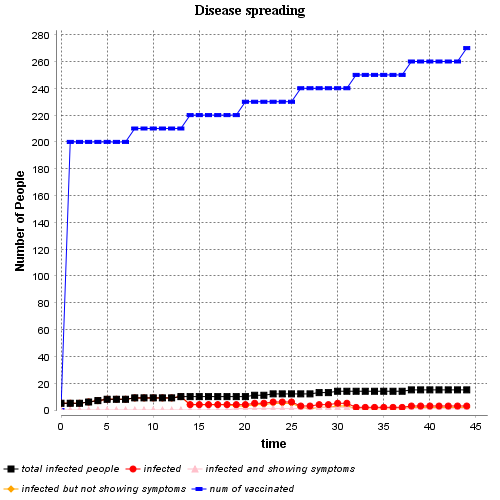 Disease spreading
280
260
240
220
200
180
160
140
120
100
80
60
40
20
0
Number of People
0 5 10 15 20 25 30 35 40 45
time
total infected people infected infected and showing symptoms
infected but not showing symptoms num of vaccinated